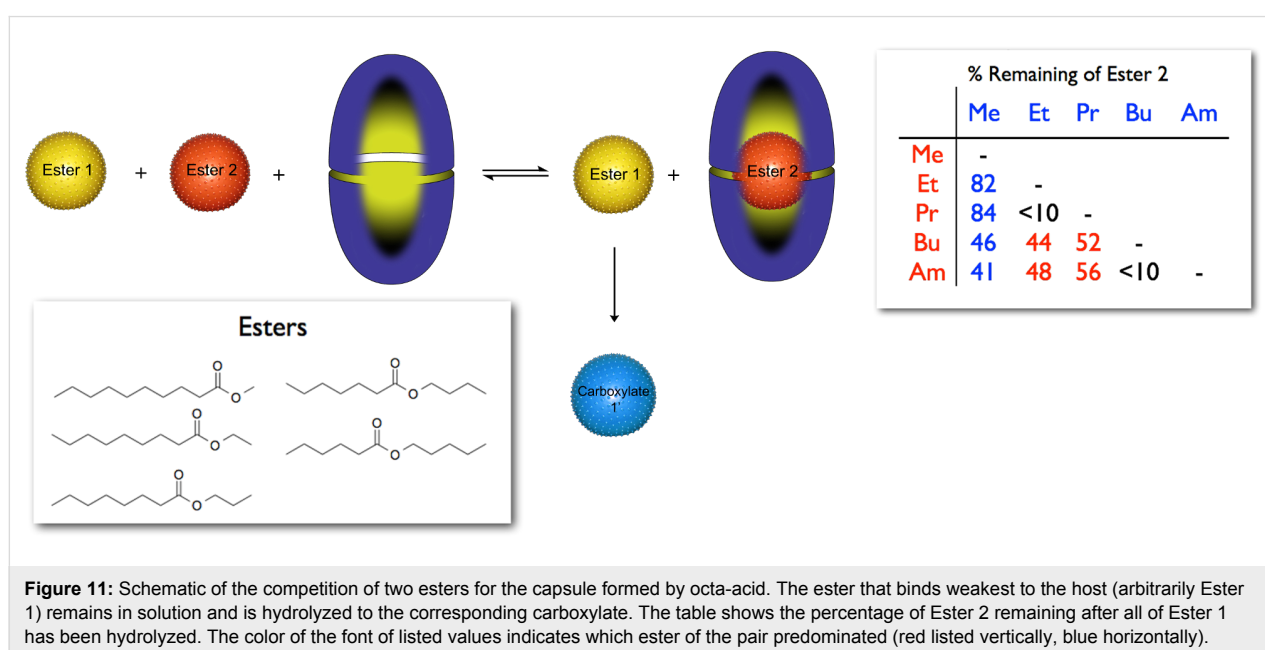 Ester 1
+
Ester 2
+
Ester 1
+
Ester 2
Carboxylate
1'
% Remaining of Ester 2
Me Et Pr Bu Am
Me -
Et 82 -
Pr 84 <10 -
Bu 46 44 52 -
Am 41 48 56 <10 -
Esters
O
O
O
O
O
O
O
O
O
O
Figure 11: Schematic of the competition of two esters for the capsule formed by octa-acid. The ester that binds weakest to the host (arbitrarily Ester
1) remains in solution and is hydrolyzed to the corresponding carboxylate. The table shows the percentage of Ester 2 remaining after all of Ester 1
has been hydrolyzed. The color of the font of listed values indicates which ester of the pair predominated (red listed vertically, blue horizontally).